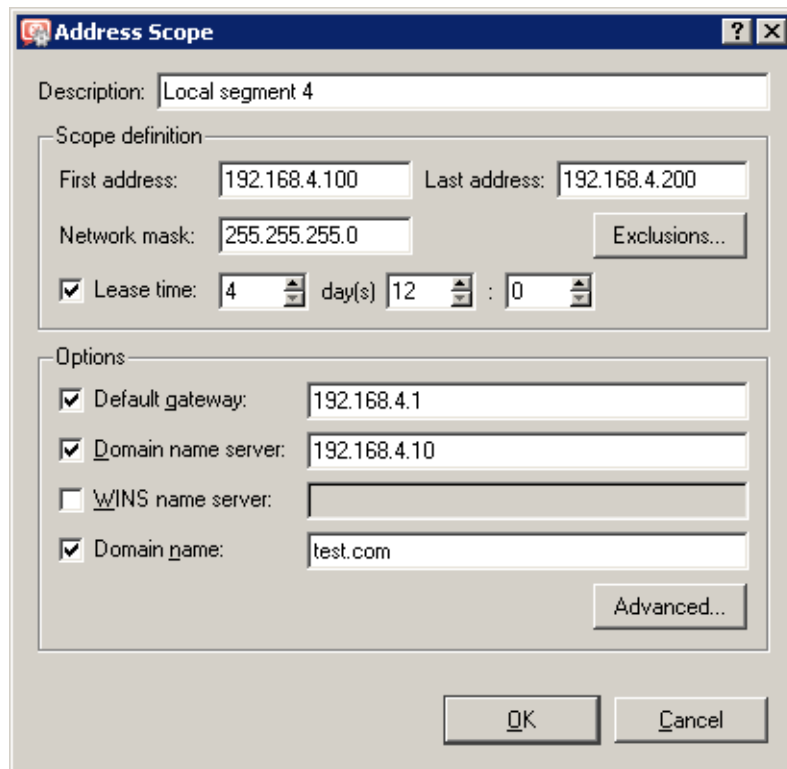 Address Scope
Description: Local segment 4
Scope definition
First address: 192.168.4.100 Last address: 192.168.4.200
Network mask: 255.255.255.0 Exclusions...
Lease time: 4 day(s) 12 : 0
Options
Default gateway: 192.168.4.1
Domain name server: 192.168.4.10
WINS name server:
Domain name: test.com
Advanced...
OK Cancel